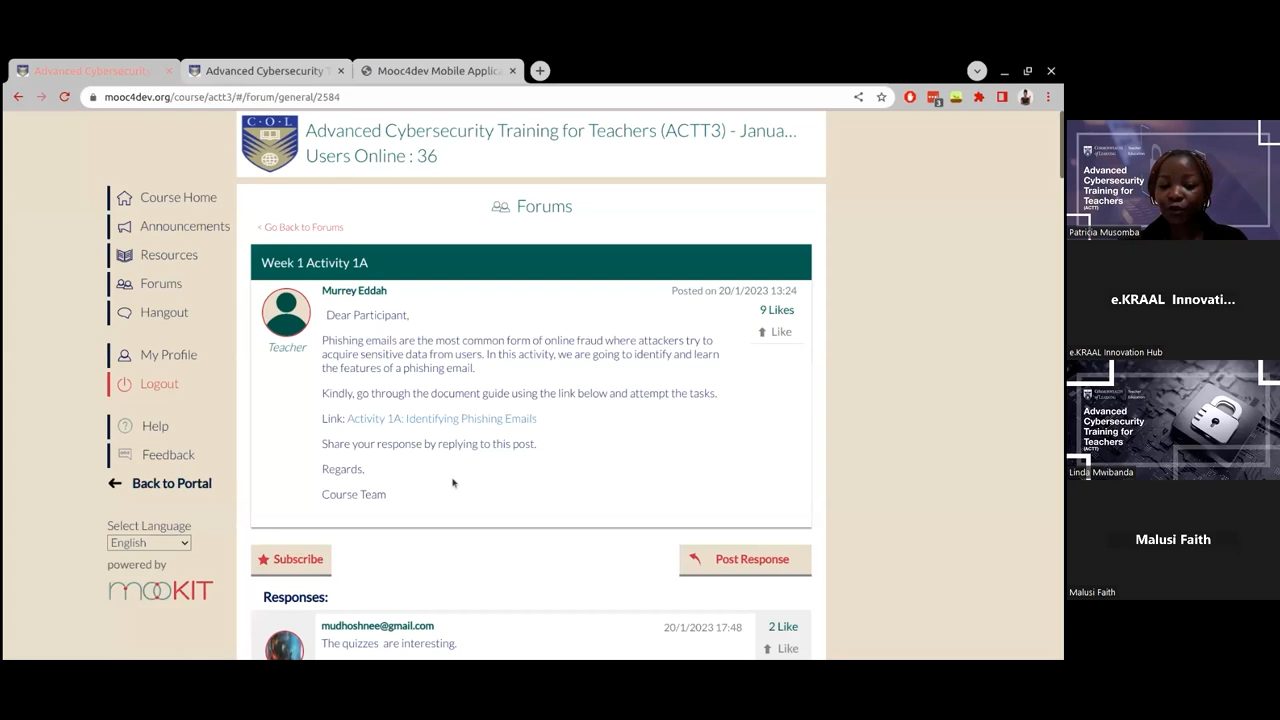 Advanced Cybersecurity
Advanced Cybersecurity T
Mooc4dev Mobile Applica
mooc4dev.org/course/actt3/#/forum/general/2584
C.O.L
Advanced Cybersecurity Training for Teachers (ACTT3) - Janua...
Users Online : 36
Course Home
Announcements
Resources
Forums
Hangout
My Profile
Logout
Help
Feedback
Back to Portal
Select Language
English
powered by
mooKIT
Forums
< Go Back to Forums
Week 1 Activity 1A
Murrey Eddah
Posted on 20/1/2023 13:24
Teacher
9 Likes
Like
Dear Participant,
Phishing emails are the most common form of online fraud where attackers try to
acquire sensitive data from users. In this activity, we are going to identify and learn
the features of a phishing email.
Kindly, go through the document guide using the link below and attempt the tasks.
Link: Activity 1A: Identifying Phishing Emails
Share your response by replying to this post.
Regards,
Course Team
Subscribe
Post Response
Responses:
mudhoshnee@gmail.com
20/1/2023 17:48
2 Like
The quizzes are interesting.
Like
Advanced
Cybersecurity
Training for
Teachers
(ACTT)
Patricia Musomba
e.KRAAL Innovati...
e.KRAAL Innovation Hub
Advanced
Cybersecurity
Training for
Teachers
(ACTT)
Linda Mwibanda
Malusi Faith
Malusi Faith